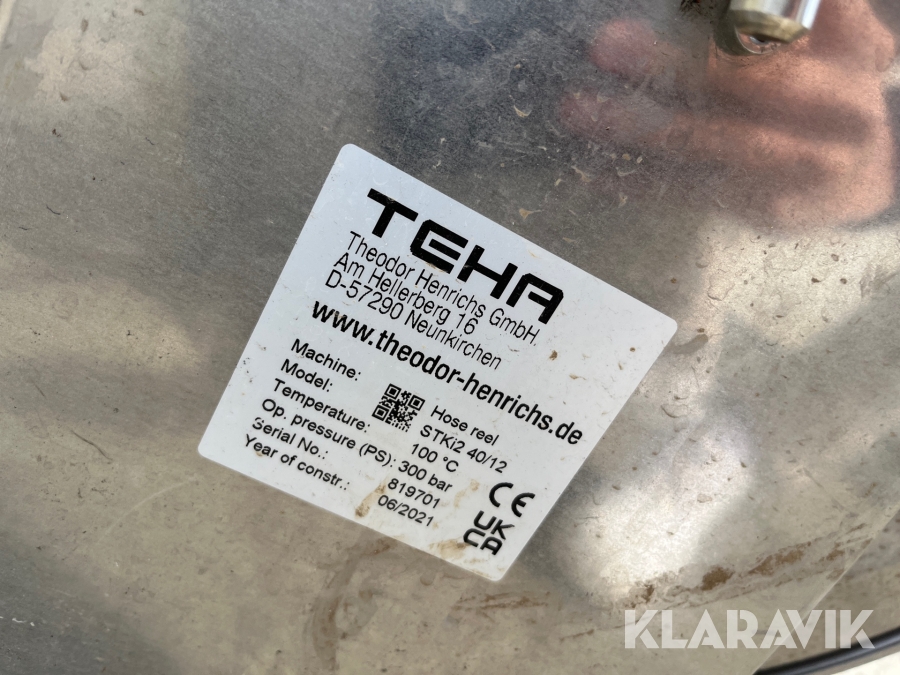 TEHA
Theodor Henrichs GmbH
Am Hellerberg 16
D-57290 Neunkirchen
www.theodor-henrichs.de
Machine: Hose reel
Model: STKi2 40/12
Temperature: 100 °C
Op. pressure (PS): 300 bar
Serial No.: 819701
Year of constr.: 06/2021
CE
UK
CA
KLARAVIK